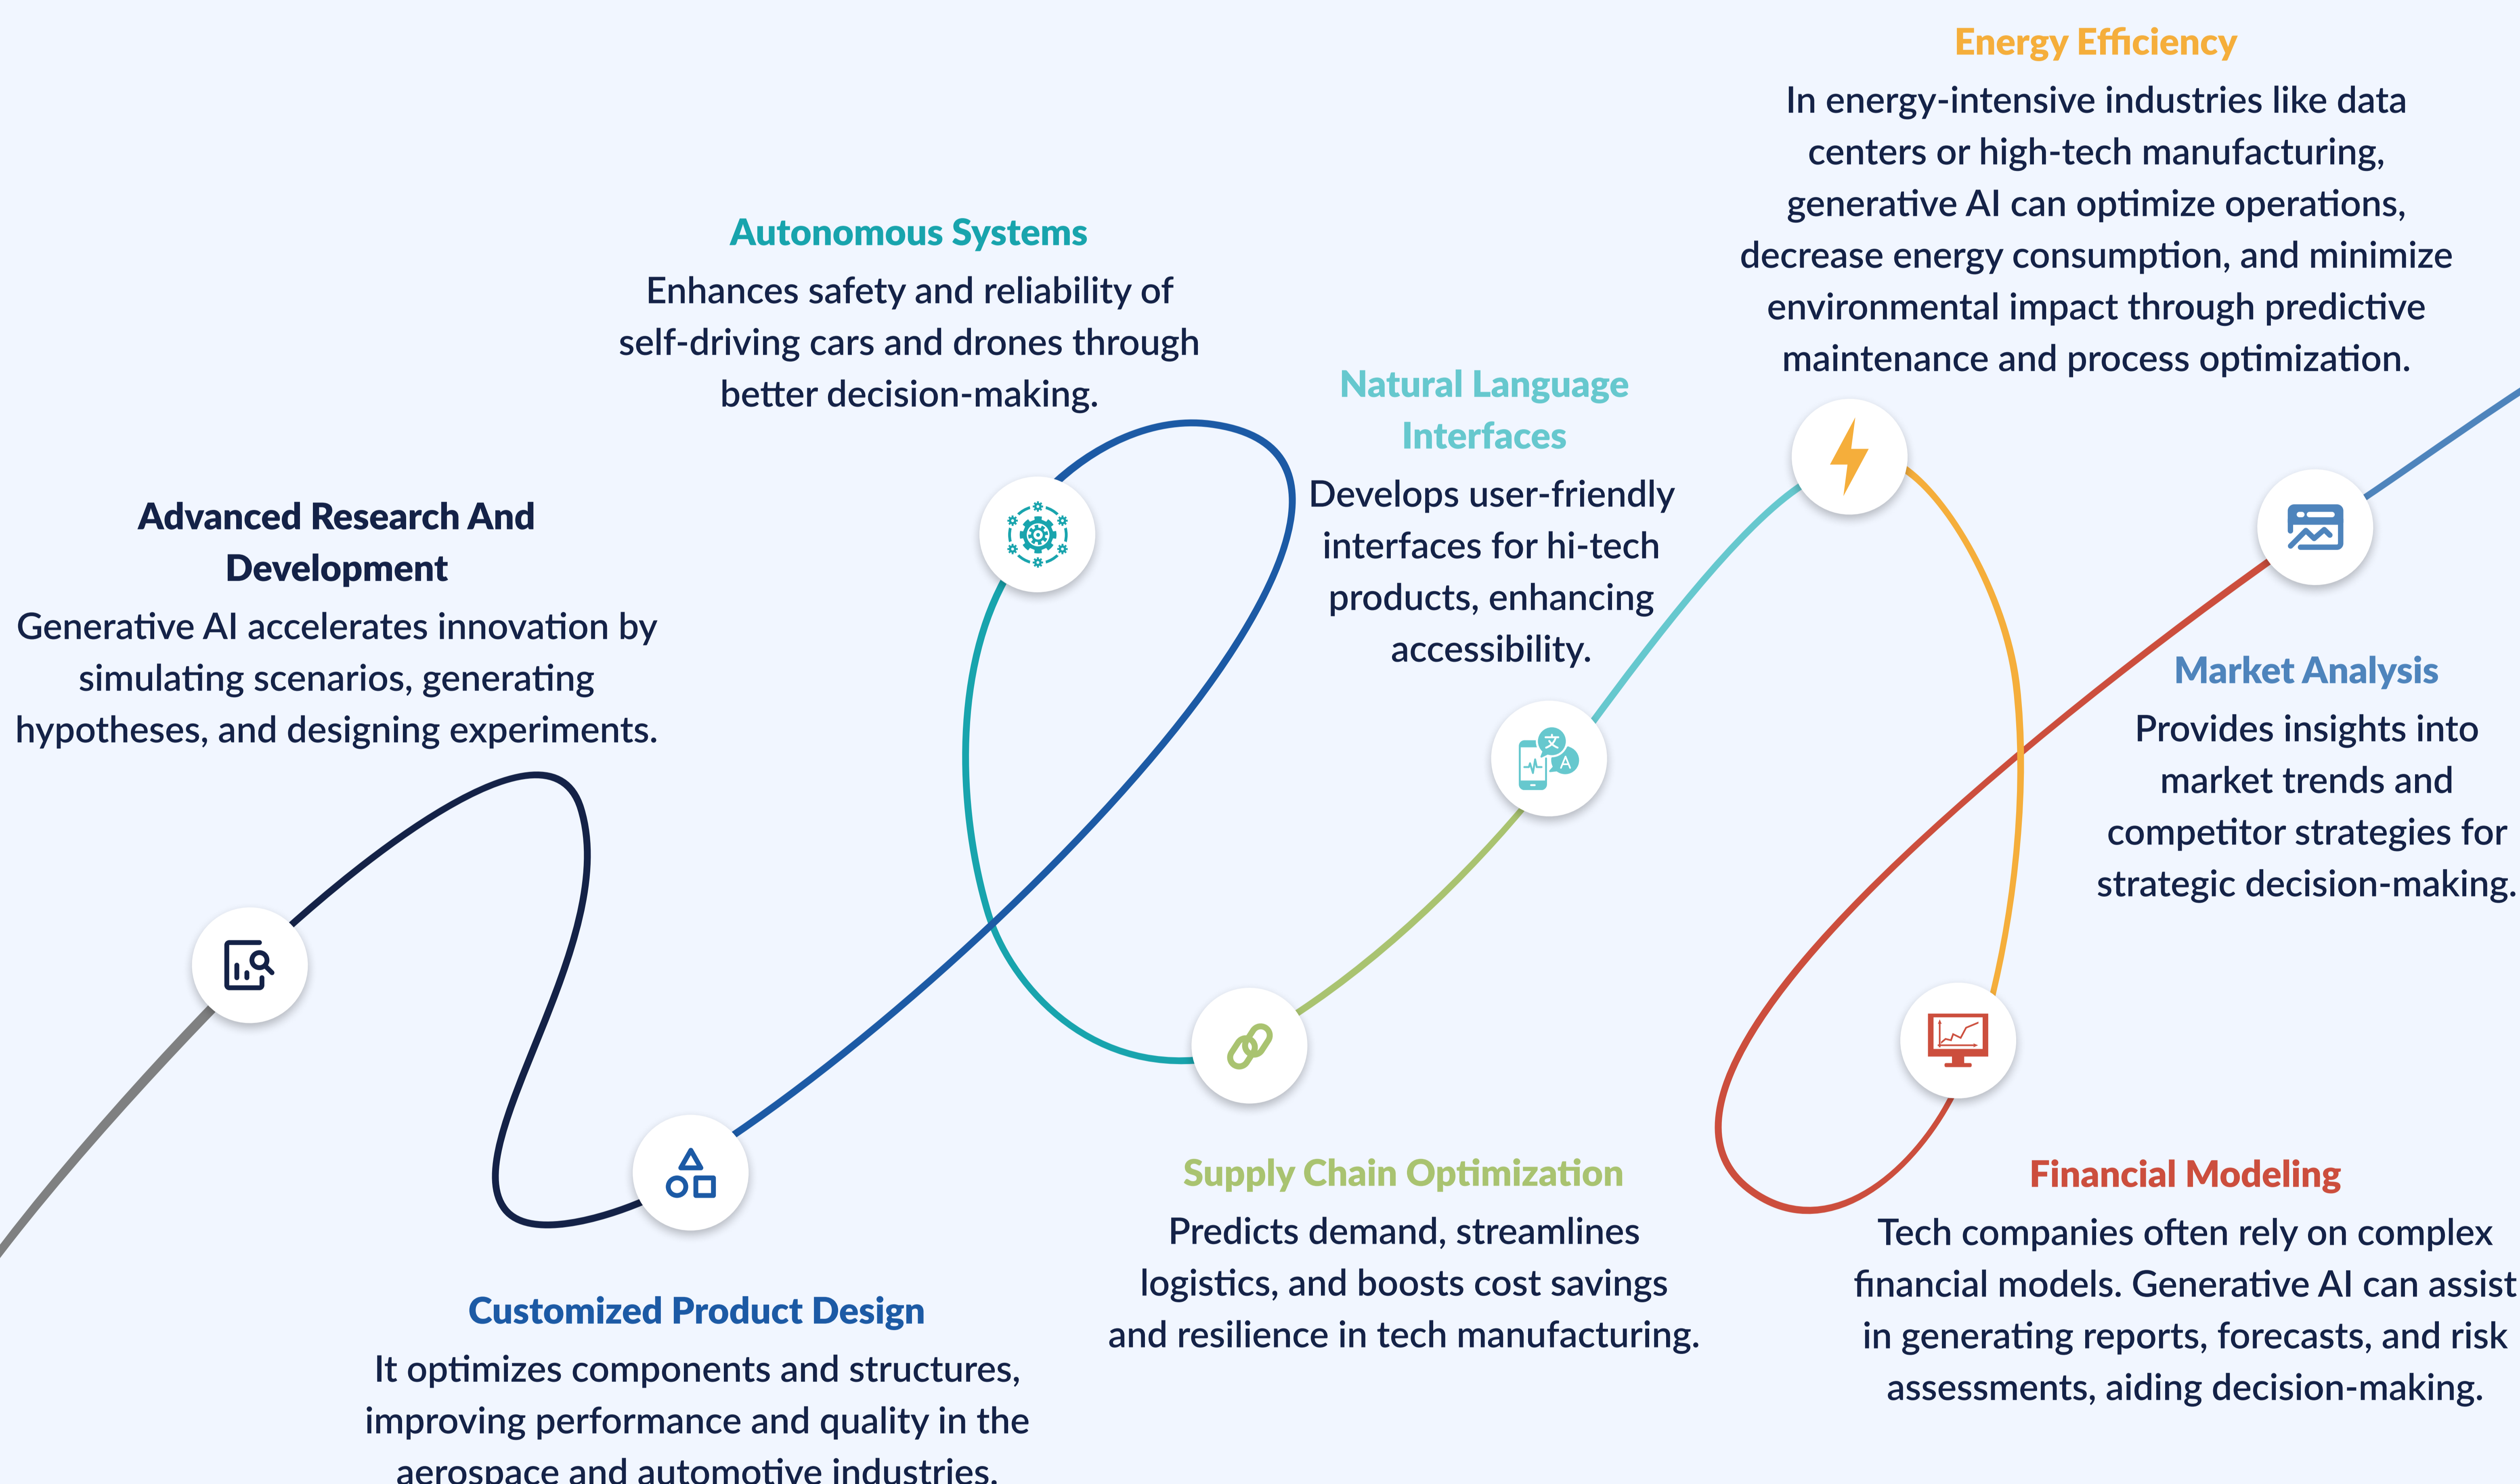 Advanced Research And
Development
Generative AI accelerates innovation by
simulating scenarios, generating
hypotheses, and designing experiments.
Customized Product Design
It optimizes components and structures,
improving performance and quality in the
aerospace and automotive industries.
Autonomous Systems
Enhances safety and reliability of
self-driving cars and drones through
better decision-making.
Supply Chain Optimization
Predicts demand, streamlines
logistics, and boosts cost savings
and resilience in tech manufacturing.
Natural Language
Interfaces
Develops user-friendly
interfaces for hi-tech
products, enhancing
accessibility.
文
A
Energy Efficiency
In energy-intensive industries like data
centers or high-tech manufacturing,
generative AI can optimize operations,
decrease energy consumption, and minimize
environmental impact through predictive
maintenance and process optimization.
Financial Modeling
Tech companies often rely on complex
financial models. Generative AI can assist
in generating reports, forecasts, and risk
assessments, aiding decision-making.
Market Analysis
Provides insights into
market trends and
competitor strategies for
strategic decision-making.